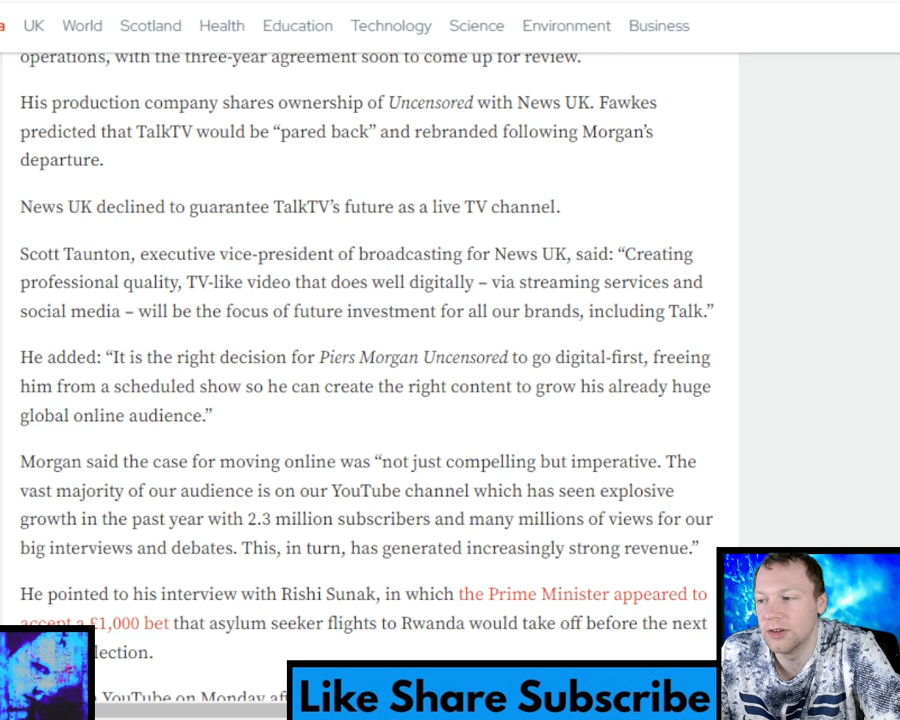 UK World Scotland Health Education Technology Science Environment Business
operations, with the three-year agreement soon to come up for review.
His production company shares ownership of Uncensored with News UK. Fawkes
predicted that TalkTV would be “pared back” and rebranded following Morgan’s
departure.
News UK declined to guarantee TalkTV’s future as a live TV channel.
Scott Taunton, executive vice-president of broadcasting for News UK, said: “Creating
professional quality, TV-like video that does well digitally – via streaming services and
social media – will be the focus of future investment for all our brands, including Talk.”
He added: “It is the right decision for Piers Morgan Uncensored to go digital-first, freeing
him from a scheduled show so he can create the right content to grow his already huge
global online audience.”
Morgan said the case for moving online was “not just compelling but imperative. The
vast majority of our audience is on our YouTube channel which has seen explosive
growth in the past year with 2.3 million subscribers and many millions of views for our
big interviews and debates. This, in turn, has generated increasingly strong revenue.”
He pointed to his interview with Rishi Sunak, in which the Prime Minister appeared to
accept a £1,000 bet that asylum seeker flights to Rwanda would take off before the next
lection.
YouTube on Monday af
Like Share Subscribe